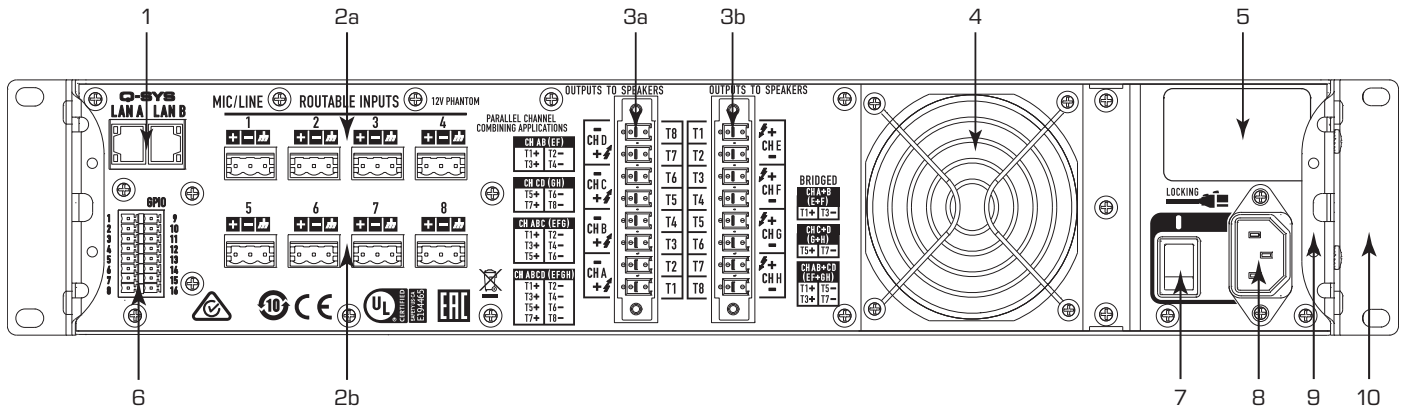 1 2a 3a 3b 4 5
Q-SYS
LAN A LAN B
MIC/LINE ROUTABLE INPUTS 12V PHANTOM
1 2 3 4
+ − + − + − + −
5 6 7 8
+ − + − + − + −
GPIO
1 9
2 10
3 11
4 12
5 13
6 14
7 15
8 16
10
CE
UL
®
CERTIFIED
SAFETY US-CA
E194465
EAC
PARALLEL CHANNEL
COMBINING APPLICATIONS
CH AB (EF)
T1+ T2−
T3+ T4−
CH CD (GH)
T5+ T6−
T7+ T8−
CH ABC (EFG)
T1+ T2−
T3+ T4−
T5+ T6−
CH ABCD (EFGH)
T1+ T2−
T3+ T4−
T5+ T6−
T7+ T8−
OUTPUTS TO SPEAKERS
−
CH D
+
−
CH C
+
−
CH B
+
−
CH A
+
T8
T7
T6
T5
T4
T3
T2
T1
OUTPUTS TO SPEAKERS
T1
T2
T3
T4
T5
T6
T7
T8
+
CH E
−
+
CH F
−
+
CH G
−
+
CH H
−
BRIDGED
CH A+B
(E+F)
T1+ T3−
CH C+D
(G+H)
T5+ T7−
CH AB+CD
(EF+GH)
T1+ T5−
T3+ T7−
LOCKING
6 2b 7 8 9 10